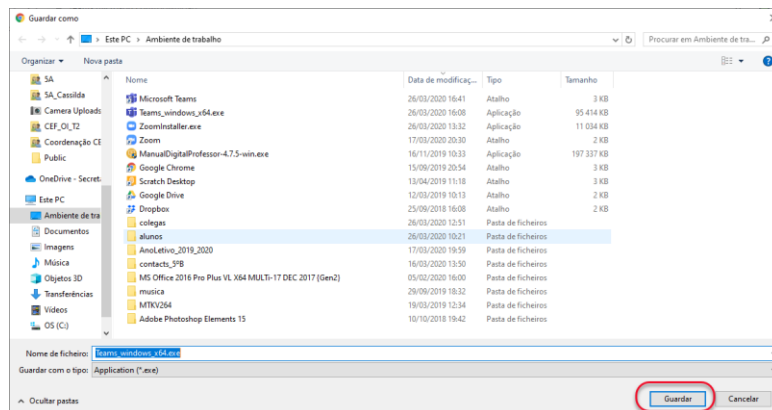 Guardar como
Este PC > Ambiente de trabalho
Procurar em Ambiente de tra...
Organizar
Nova pasta
5A
5A_Cassilda
Camera Uploads
CEF_OI_T2
Coordenação CE
Public
OneDrive - Secret
Este PC
Ambiente de tra
Documentos
Imagens
Música
Objetos 3D
Transferências
Vídeos
OS (C:)
Nome Data de modificaç... Tipo Tamanho
Microsoft Teams 26/03/2020 16:41 Atalho 3 KB
Teams_windows_x64.exe 26/03/2020 16:08 Aplicação 95 414 KB
ZoomInstaller.exe 26/03/2020 13:32 Aplicação 11 034 KB
Zoom 17/03/2020 20:30 Atalho 2 KB
ManualDigitalProfessor-4.7.5-win.exe 16/11/2019 10:33 Aplicação 197 337 KB
Google Chrome 15/09/2019 20:54 Atalho 3 KB
Scratch Desktop 13/04/2019 11:18 Atalho 3 KB
Google Drive 12/03/2019 10:13 Atalho 2 KB
Dropbox 25/09/2018 16:08 Atalho 2 KB
colegas 26/03/2020 12:51 Pasta de ficheiros
alunos 26/03/2020 10:21 Pasta de ficheiros
AnoLetivo_2019_2020 17/03/2020 19:59 Pasta de ficheiros
contacts_5ºB 16/03/2020 13:50 Pasta de ficheiros
MS Office 2016 Pro Plus VL X64 MULTi-17 DEC 2017 {Gen2} 05/02/2020 16:00 Pasta de ficheiros
musica 29/09/2019 18:32 Pasta de ficheiros
MTKV264 19/03/2019 12:34 Pasta de ficheiros
Adobe Photoshop Elements 15 10/10/2018 19:42 Pasta de ficheiros
Nome de ficheiro: Teams_windows_x64.exe
Guardar com o tipo: Application (*.exe)
Ocultar pastas
Guardar
Cancelar